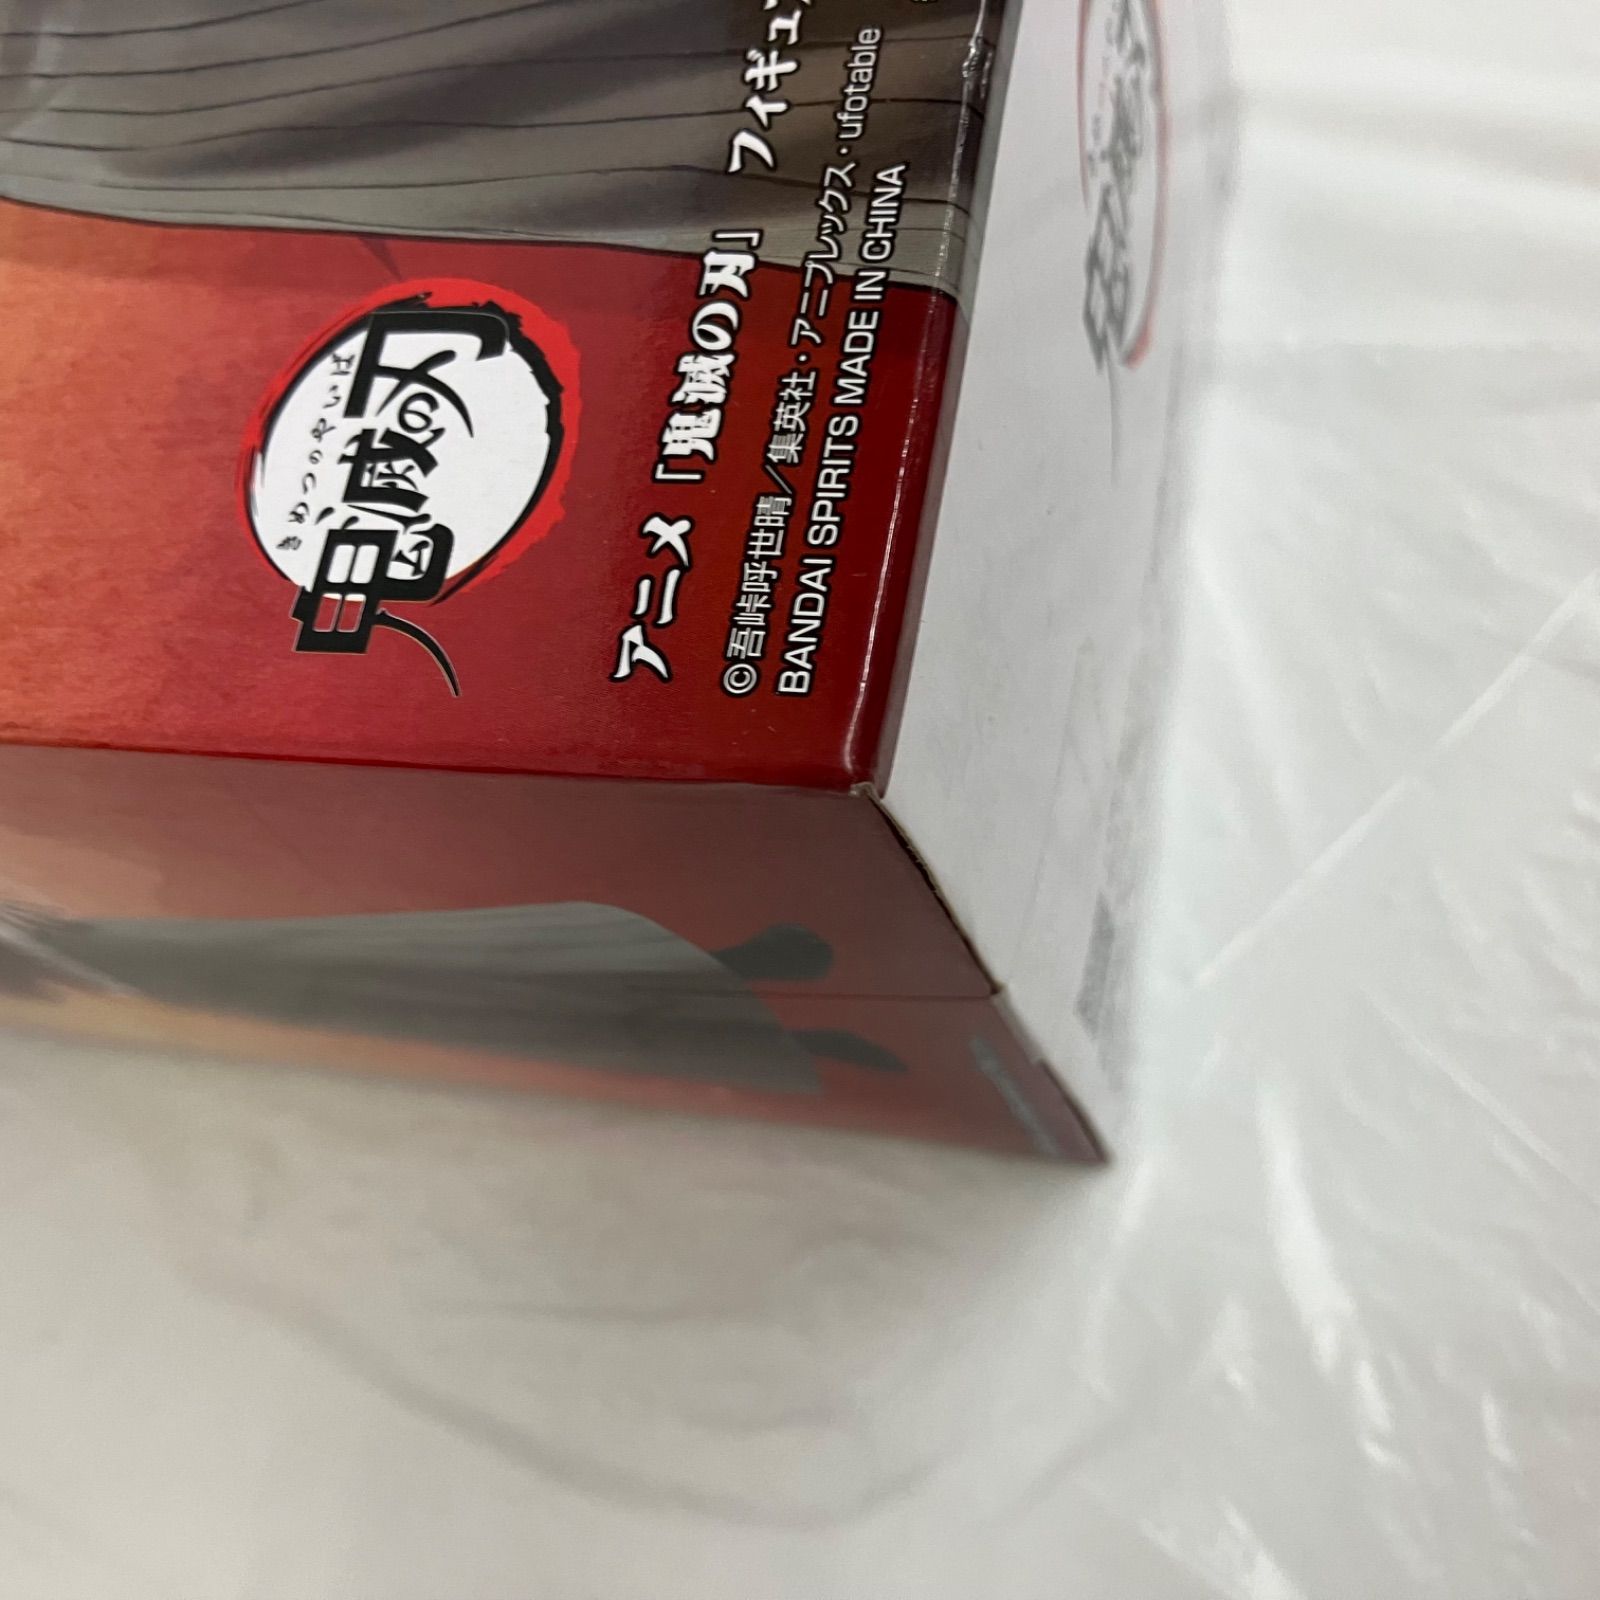 きめつのやいば
鬼滅の刃
アニメ「鬼滅の刃」フィギュ
©吾峠呼世晴／集英社・アニプレックス・ufotable
BANDAI SPIRITS MADE IN CHINA